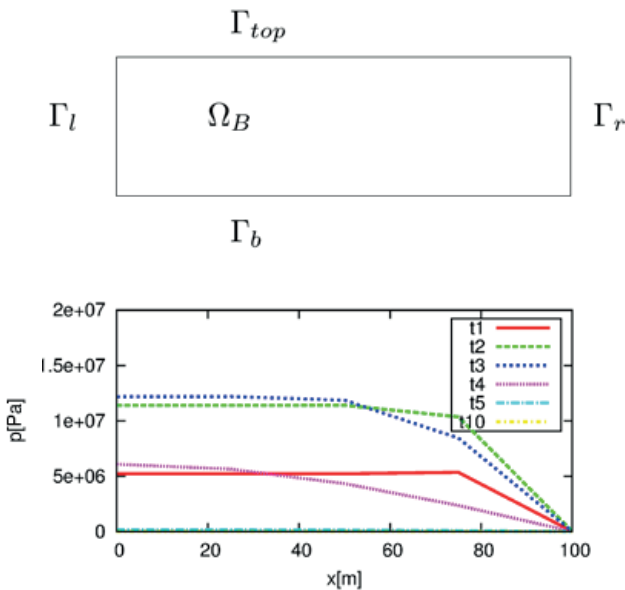 Γ_top
Γ_l Ω_B Γ_r
Γ_b
2e+07
1.5e+07
1e+07
5e+06
0
p[Pa]
t1
t2
t3
t4
t5
t10
0 20 40 60 80 100
x[m]